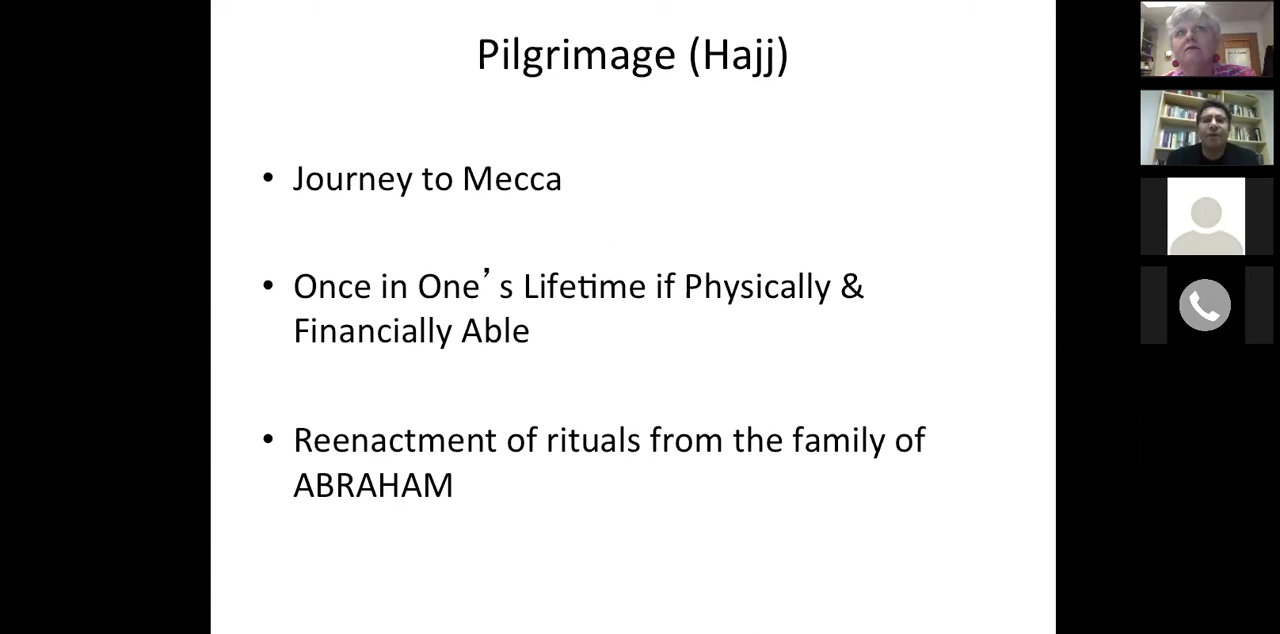 Pilgrimage (Hajj)
• Journey to Mecca
• Once in One’ s Lifetime if Physically &
Financially Able
• Reenactment of rituals from the family of
ABRAHAM